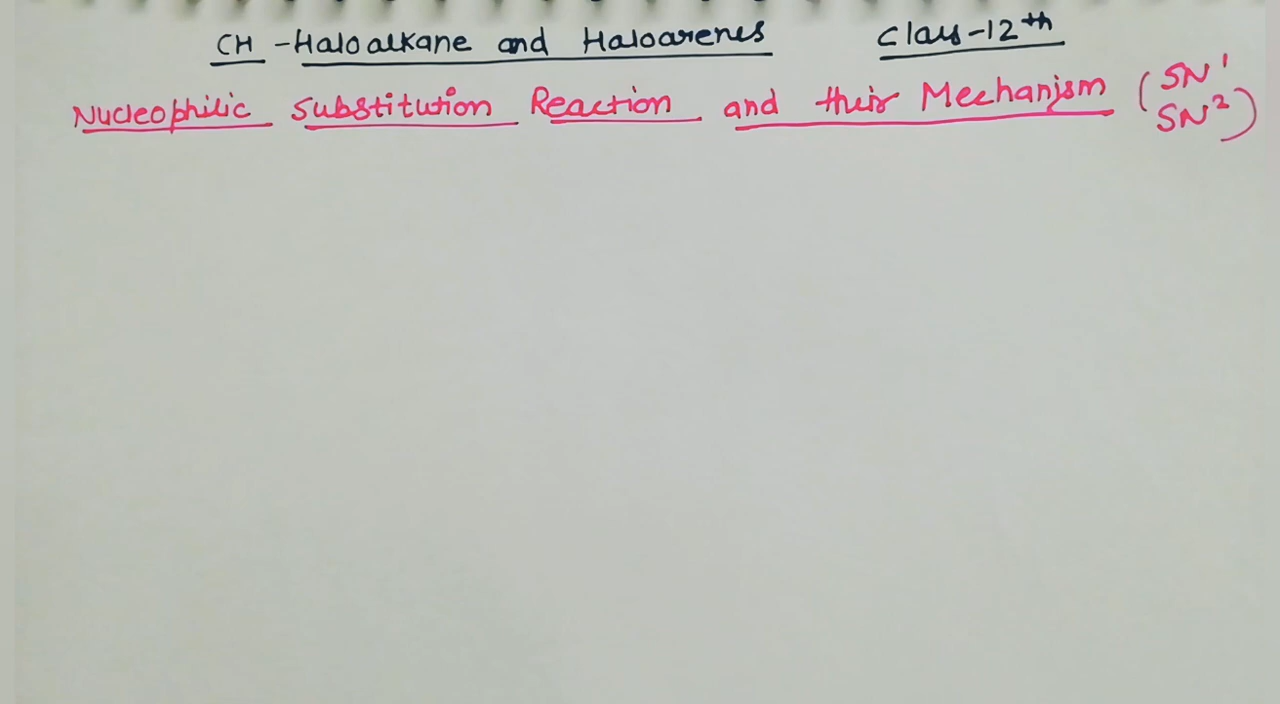 CH - Haloalkane and Haloarenes Class-12th
Nucleophilic Substitution Reaction and their Mechanism (SN1
SN2)